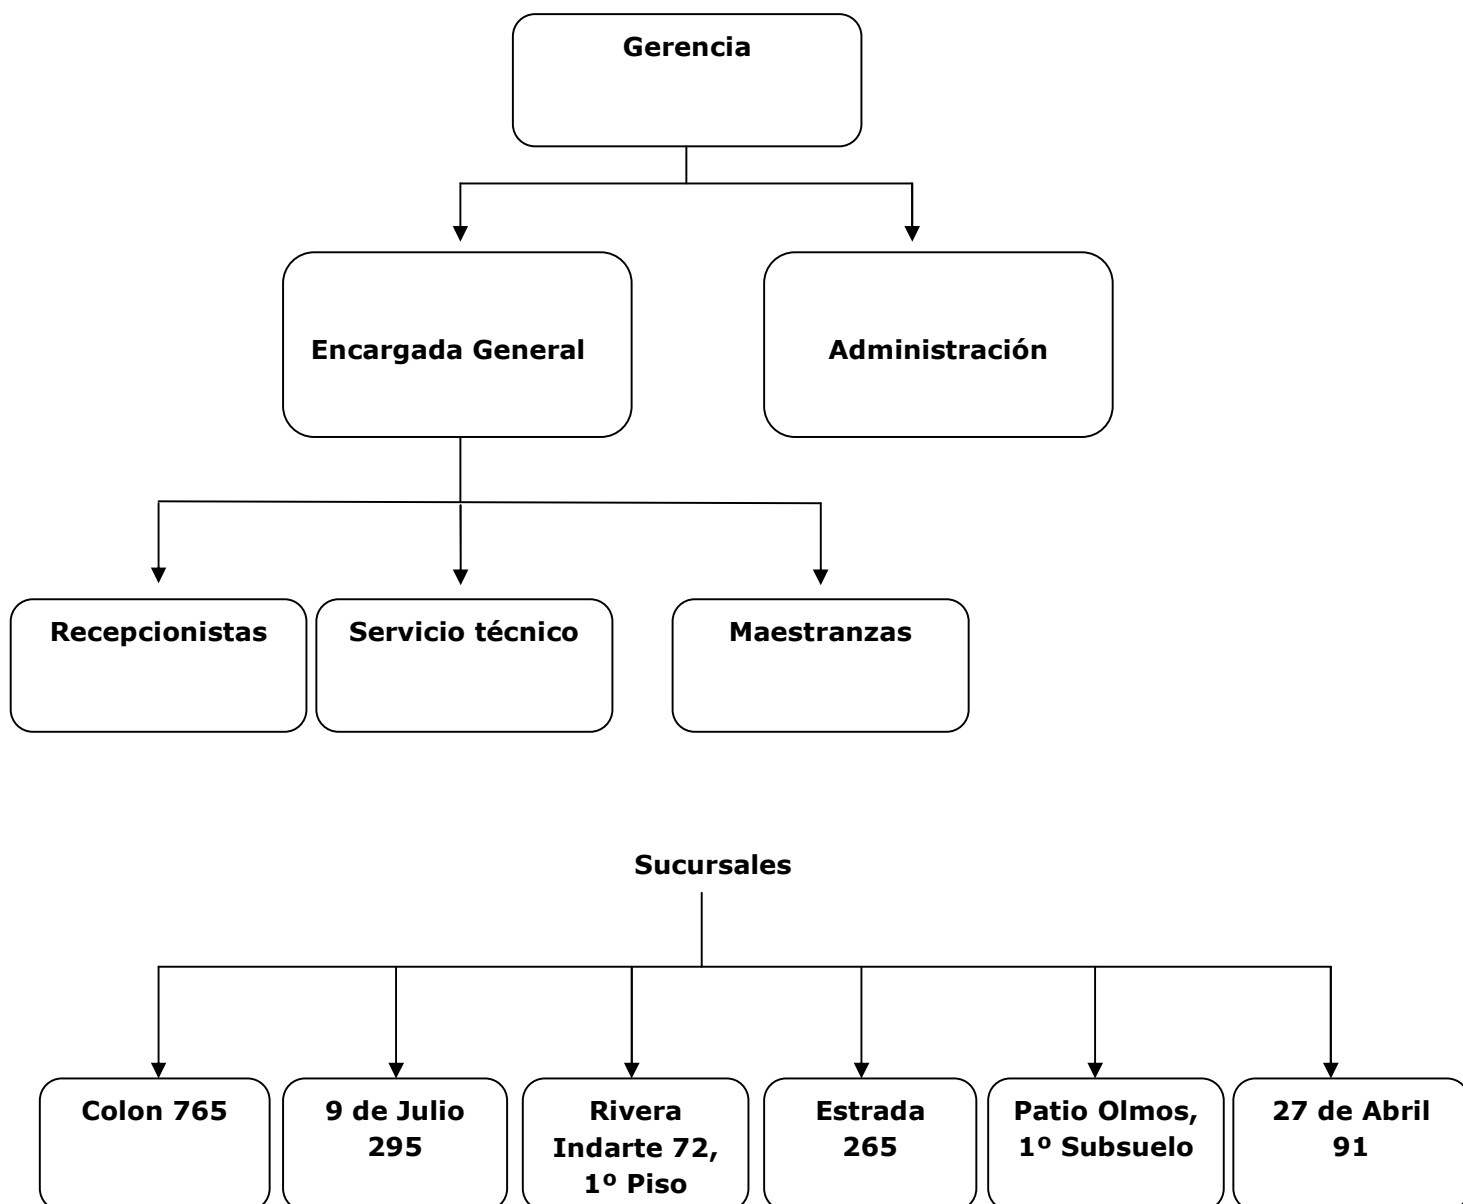 Gerencia
Encargada General
Administración
Recepcionistas
Servicio técnico
Maestranzas
Sucursales
Colon 765
9 de Julio
295
Rivera
Indarte 72,
1º Piso
Estrada
265
Patio Olmos,
1º Subsuelo
27 de Abril
91